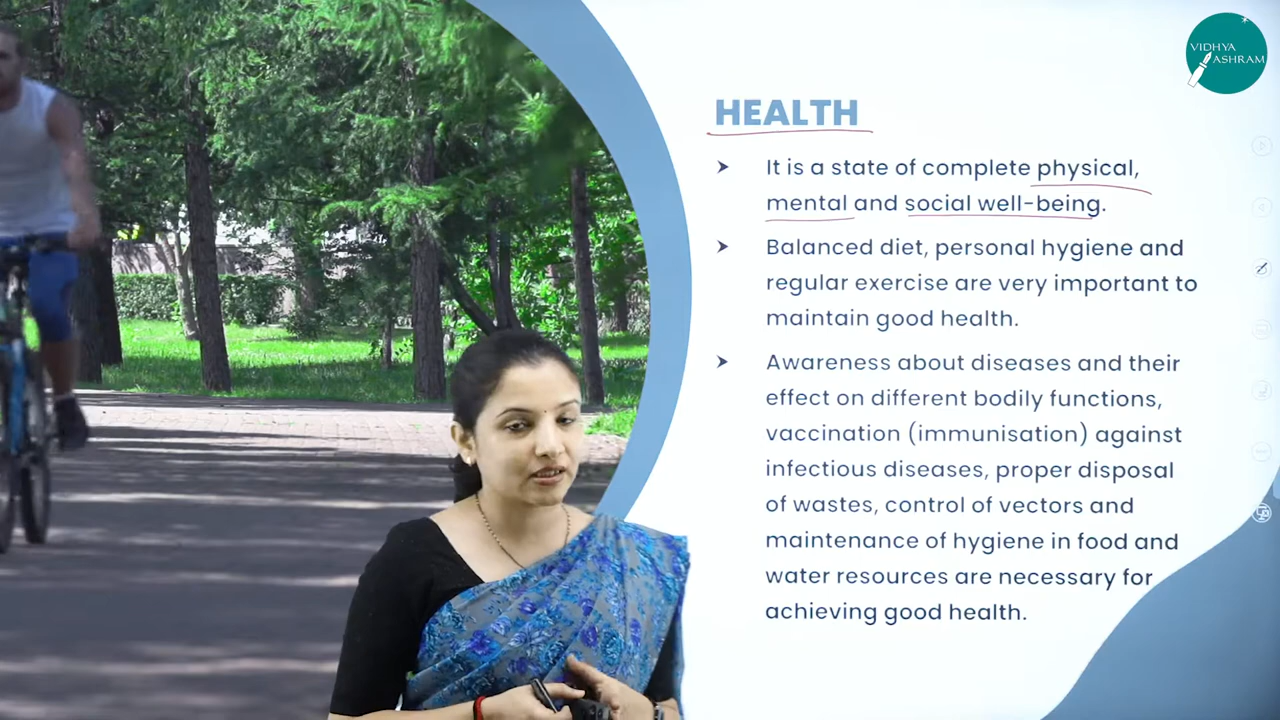 VIDHYA
ASHRAM
HEALTH
➤ It is a state of complete physical,
mental and social well-being.
➤ Balanced diet, personal hygiene and
regular exercise are very important to
maintain good health.
➤ Awareness about diseases and their
effect on different bodily functions,
vaccination (immunisation) against
infectious diseases, proper disposal
of wastes, control of vectors and
maintenance of hygiene in food and
water resources are necessary for
achieving good health.